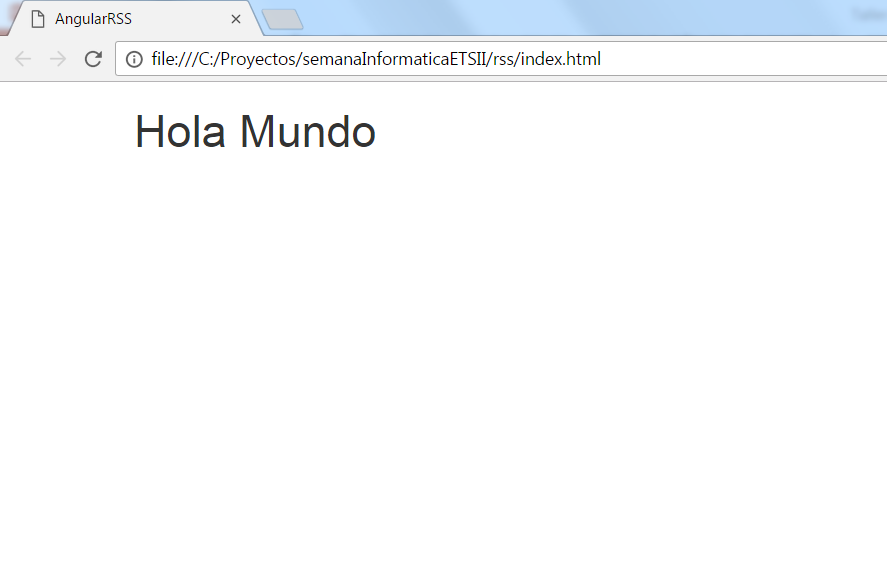 AngularRSS
file:///C:/Proyectos/semanaInformaticaETSII/rss/index.html
Hola Mundo